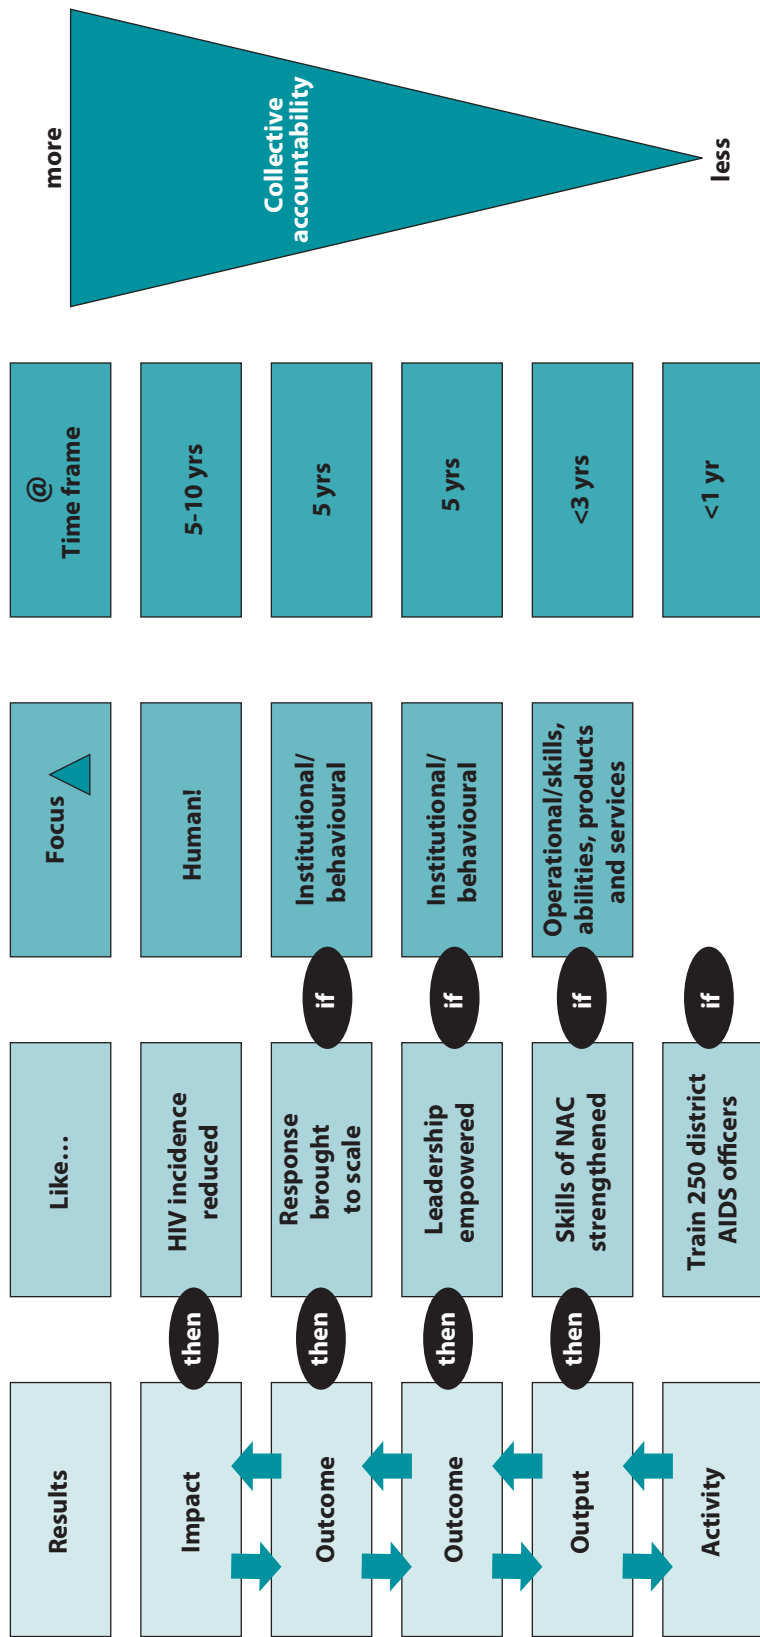 Results
Like...
Focus
@
Time frame
more
Impact
then
HIV incidence
reduced
Human!
5-10 yrs
Collective
accountability
Outcome
then
Response
brought
to scale
if
Institutional/
behavioural
5 yrs
Outcome
then
Leadership
empowered
if
Institutional/
behavioural
5 yrs
Output
then
Skills of NAC
strengthened
if
Operational/skills,
abilities, products
and services
<3 yrs
Activity
Train 250 district
AIDS officers
if
<1 yr
less